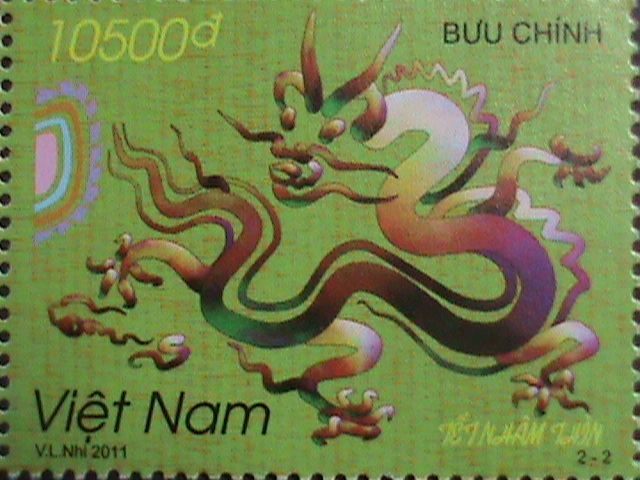 10500đ
BƯU CHÍNH
Việt Nam
TẾT NHÂM THÌN
V.L.Nhi 2011
2 - 2